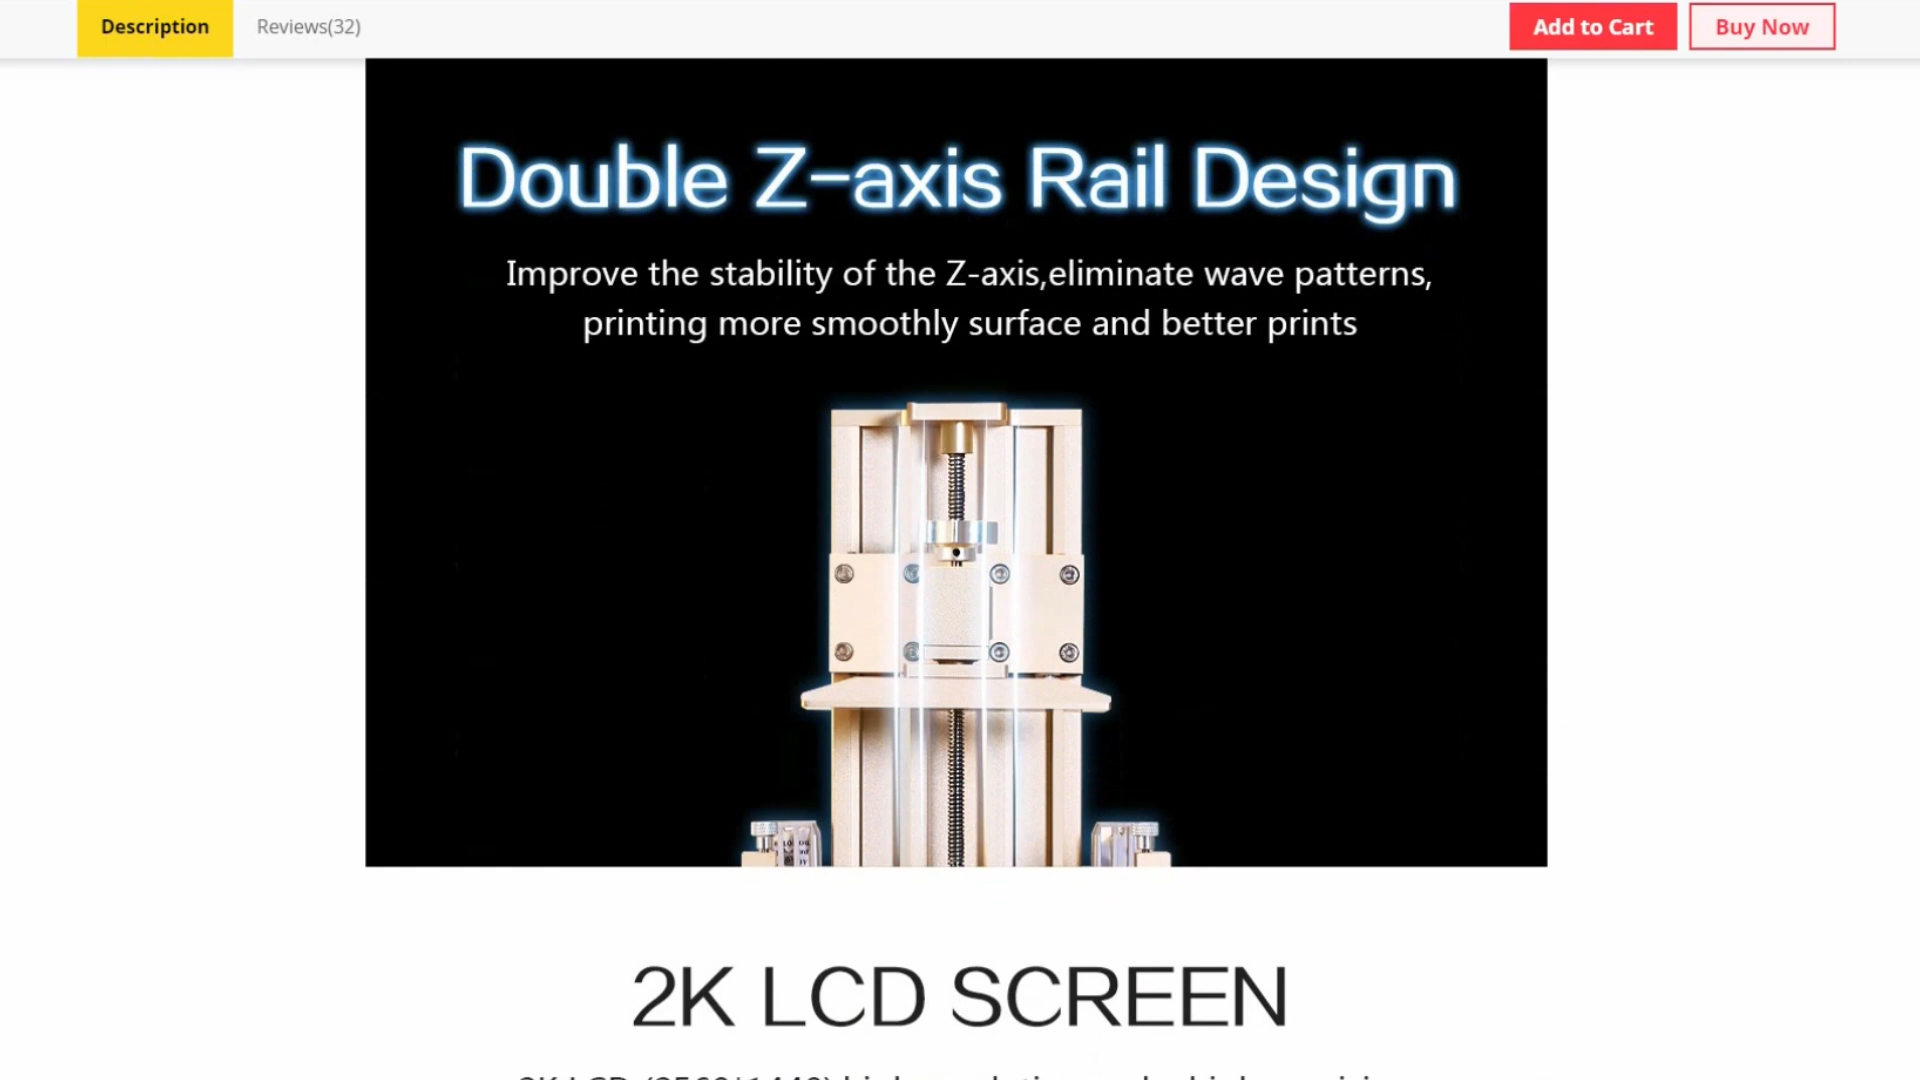 Description
Reviews(32)
Add to Cart
Buy Now
Double Z-axis Rail Design
Improve the stability of the Z-axis,eliminate wave patterns,
printing more smoothly surface and better prints
2K LCD SCREEN